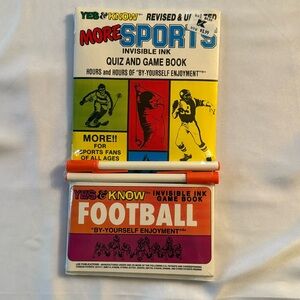 YES & KNOW REVISED & UPDATED
MORE SPORTS
INVISIBLE INK
QUIZ AND GAME BOOK
HOURS and HOURS OF "BY-YOURSELF ENJOYMENT"
MORE!!
FOR
SPORTS FANS
OF ALL AGES
YES & KNOW INVISIBLE INK
GAME BOOK
FOOTBALL
"BY-YOURSELF ENJOYMENT"